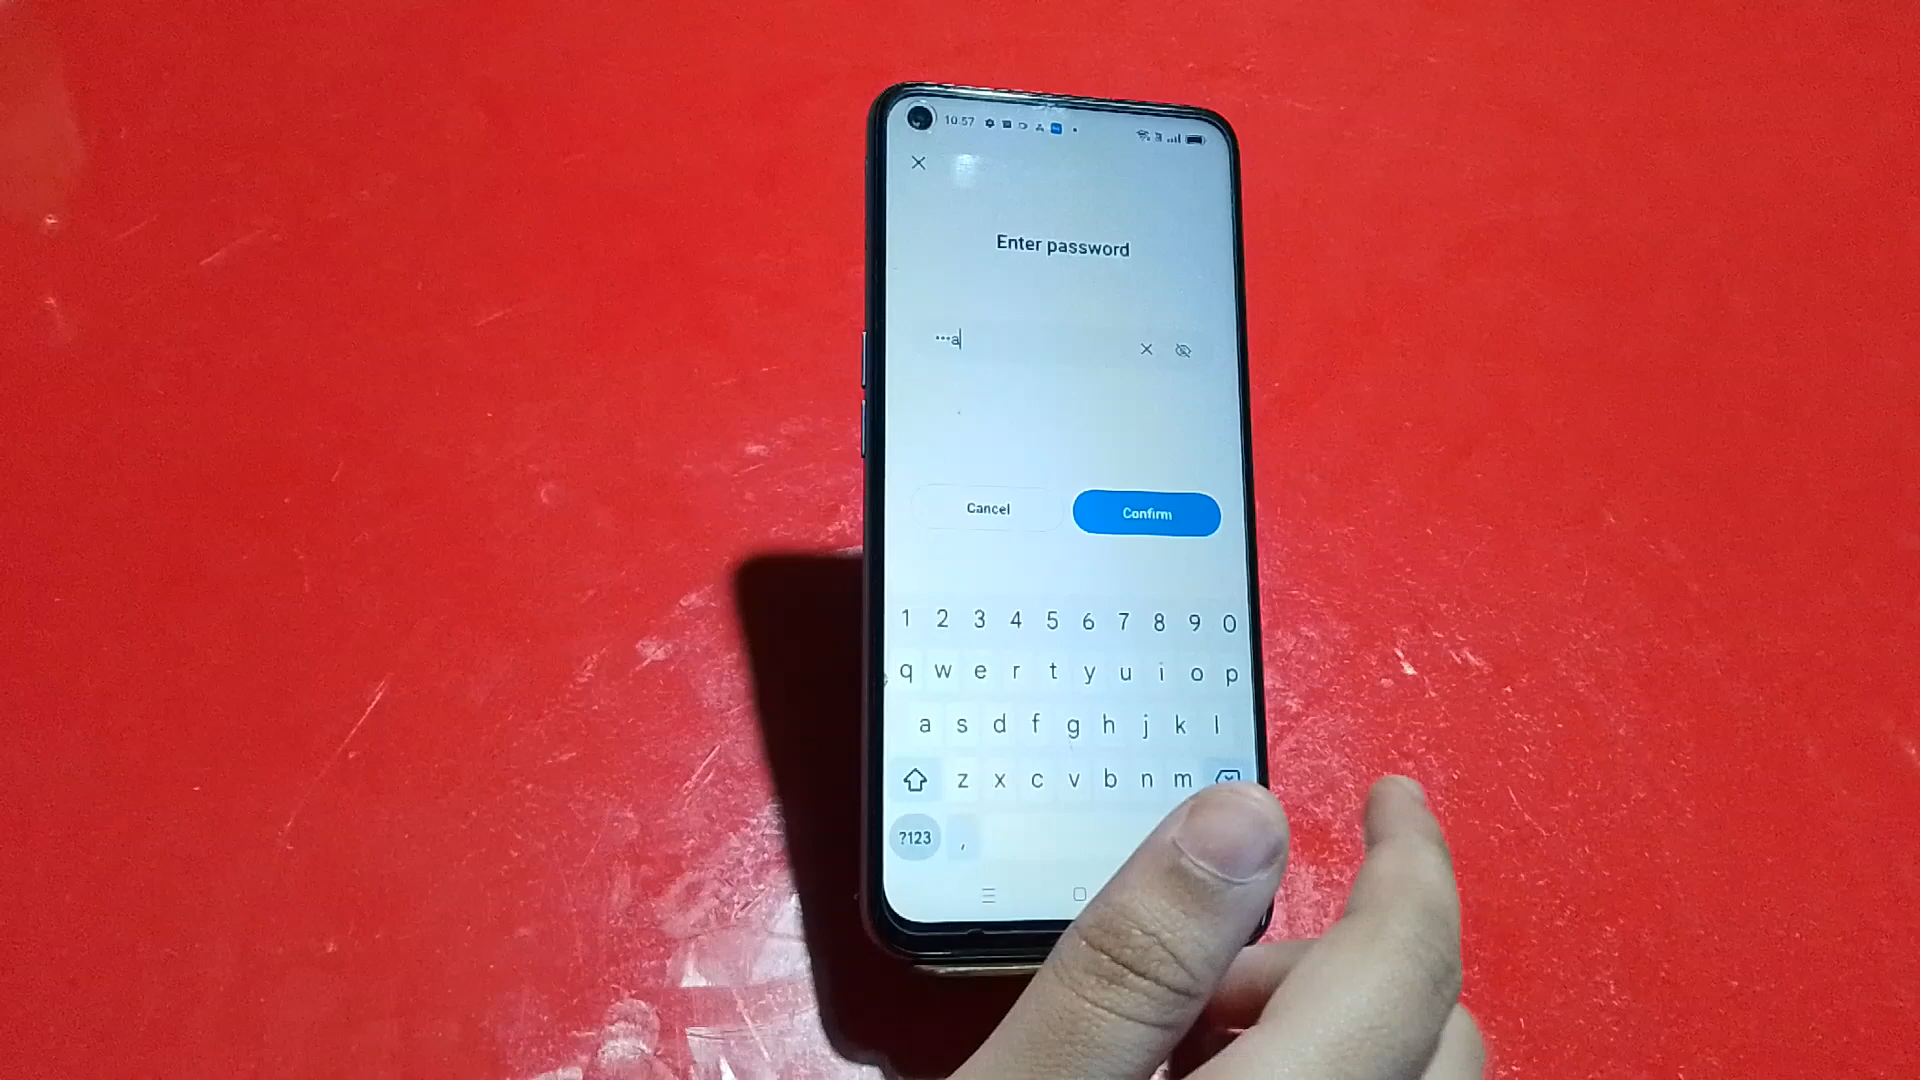 10:57
Enter password
•••a
Cancel
Confirm
1 2 3 4 5 6 7 8 9 0
q w e r t y u i o p
a s d f g h j k l
z x c v b n m
?123 ,